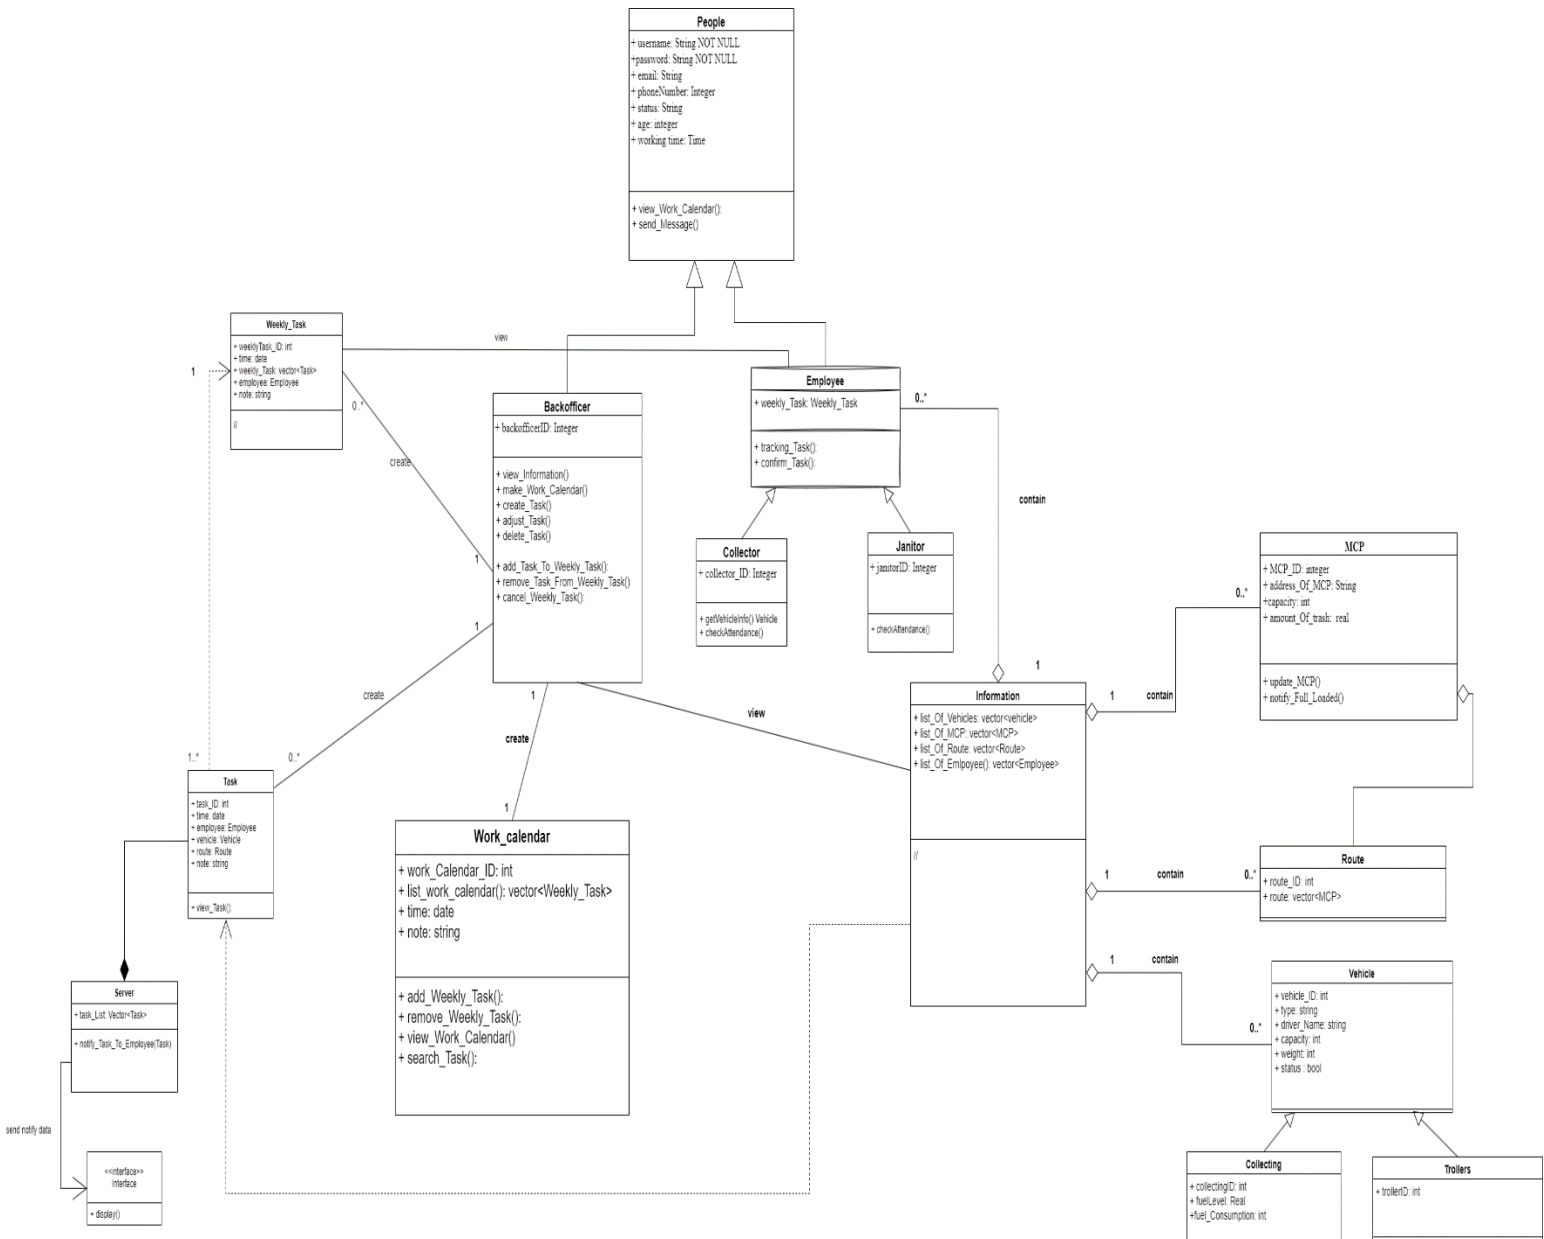 People
+ username: String NOT NULL
+password: String NOT NULL
+ email: String
+ phoneNumber: Integer
+ status: String
+ age: integer
+ working time: Time
+ view_Work_Calendar():
+ send_Message()
Weekly_Task
+ weeklyTask_ID: int
+ time: date
+ weekly_Task: vector<Task>
+ employee: Employee
+ note: string
//
view
1
0..*
create
Backofficer
+ backofficerID: Integer
+ view_Information()
+ make_Work_Calendar()
+ create_Task()
+ adjust_Task()
+ delete_Task()
+ add_Task_To_Weekly_Task():
+ remove_Task_From_Weekly_Task()
+ cancel_Weekly_Task():
1
1
Employee
+ weekly_Task: Weekly_Task
+ tracking_Task():
+ confirm_Task():
0..*
contain
1
Collector
+ collector_ID: Integer
+ getVehicleInfo() Vehicle
+ checkAttendance()
Janitor
+ janitorID: Integer
+ checkAttendance()
MCP
+ MCP_ID: integer
+ address_Of_MCP: String
+capacity: int
+ amount_Of_trash: real
+ update_MCP()
+ notify_Full_Loaded()
0..*
1
contain
Information
+ list_Of_Vehicles: vector<vehicle>
+ list_Of_MCP: vector<MCP>
+ list_Of_Route: vector<Route>
+ list_Of_Emlpoyee(): vector<Employee>
//
view
create
1..*
0..*
1
create
1
Task
+ task_ID: int
+ time: date
+ employee: Employee
+ vehicle: Vehicle
+ route: Route
+ note: string
+ view_Task():
Work_calendar
+ work_Calendar_ID: int
+ list_work_calendar(): vector<Weekly_Task>
+ time: date
+ note: string
+ add_Weekly_Task():
+ remove_Weekly_Task():
+ view_Work_Calendar()
+ search_Task():
1
contain
0..*
Route
+ route_ID: int
+ route: vector<MCP>
1
contain
0..*
Vehicle
+ vehicle_ID: int
+ type: string
+ driver_Name: string
+ capacity: int
+ weight: int
+ status : bool
Server
+ task_List: Vector<Task>
+ notify_Task_To_Employee(Task)
send notify data
<<interface>>
Interface
+ display()
Collecting
+ collectingID: int
+ fuelLevel: Real
+fuel_Consumption: int
Trollers
+ trollerID: int